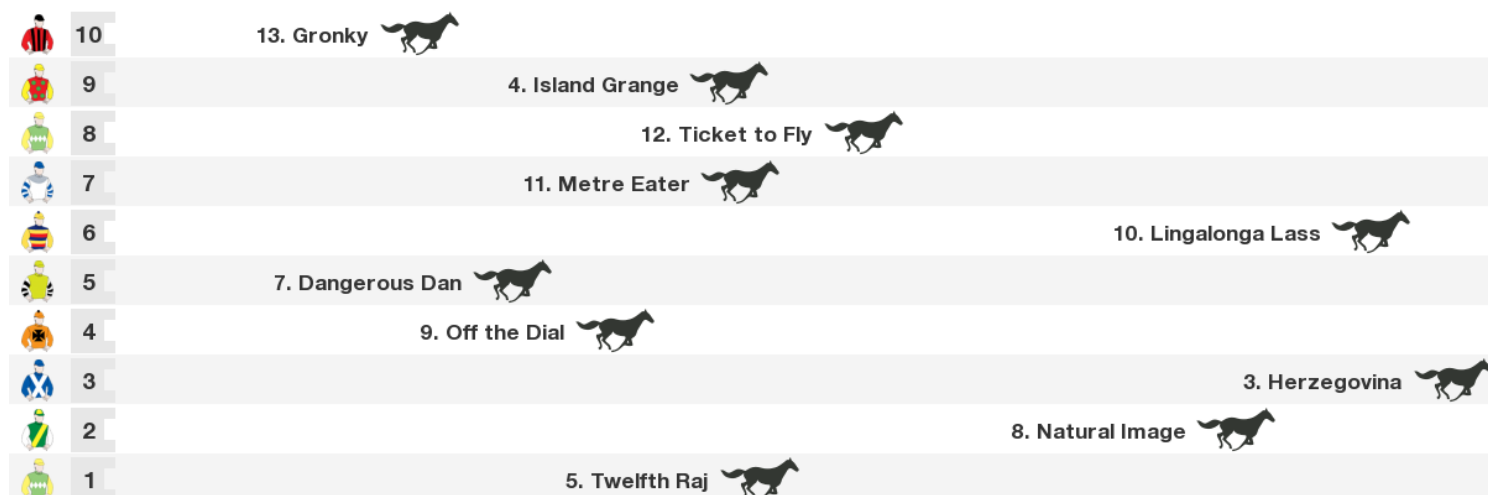 10 13. Gronky
9 4. Island Grange
8 12. Ticket to Fly
7 11. Metre Eater
6 10. Lingalonga Lass
5 7. Dangerous Dan
4 9. Off the Dial
3 3. Herzegovina
2 8. Natural Image
1 5. Twelfth Raj